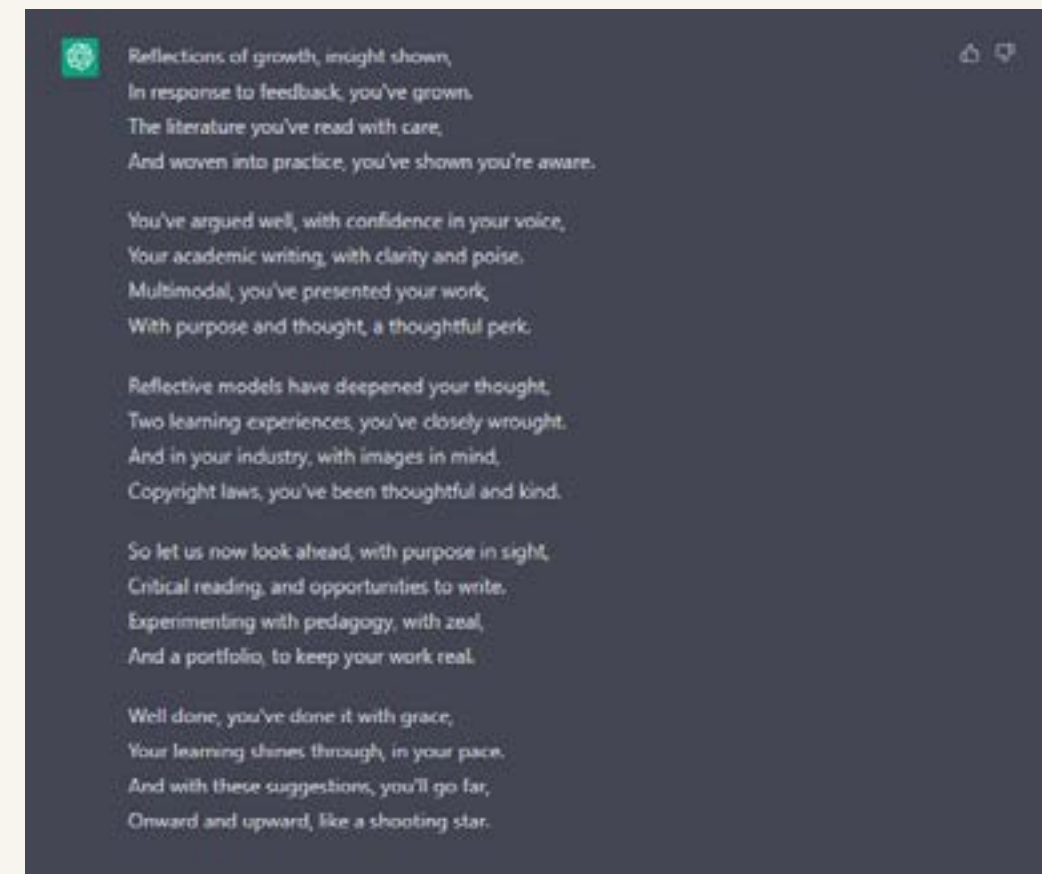 Reflections of growth, insight shown,
In response to feedback, you've grown.
The literature you've read with care,
And woven into practice, you've shown you're aware.
You've argued well, with confidence in your voice,
Your academic writing, with clarity and poise.
Multimodal, you've presented your work,
With purpose and thought, a thoughtful perk.
Reflective models have deepened your thought,
Two learning experiences, you've closely wrought.
And in your industry, with images in mind,
Copyright laws, you've been thoughtful and kind.
So let us now look ahead, with purpose in sight,
Critical reading, and opportunities to write.
Experimenting with pedagogy, with zeal,
And a portfolio, to keep your work real.
Well done, you've done it with grace,
Your learning shines through, in your pace.
And with these suggestions, you'll go far,
Onward and upward, like a shooting star.